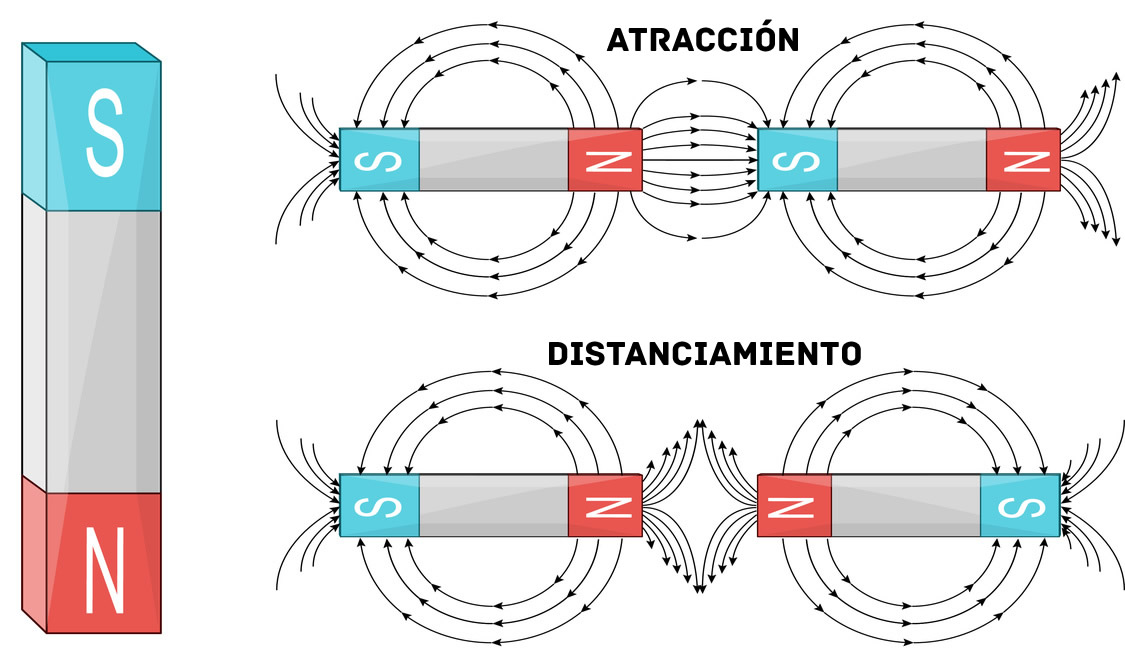 S
N
ATRACCIÓN
S N S N
DISTANCIAMIENTO
S N N S